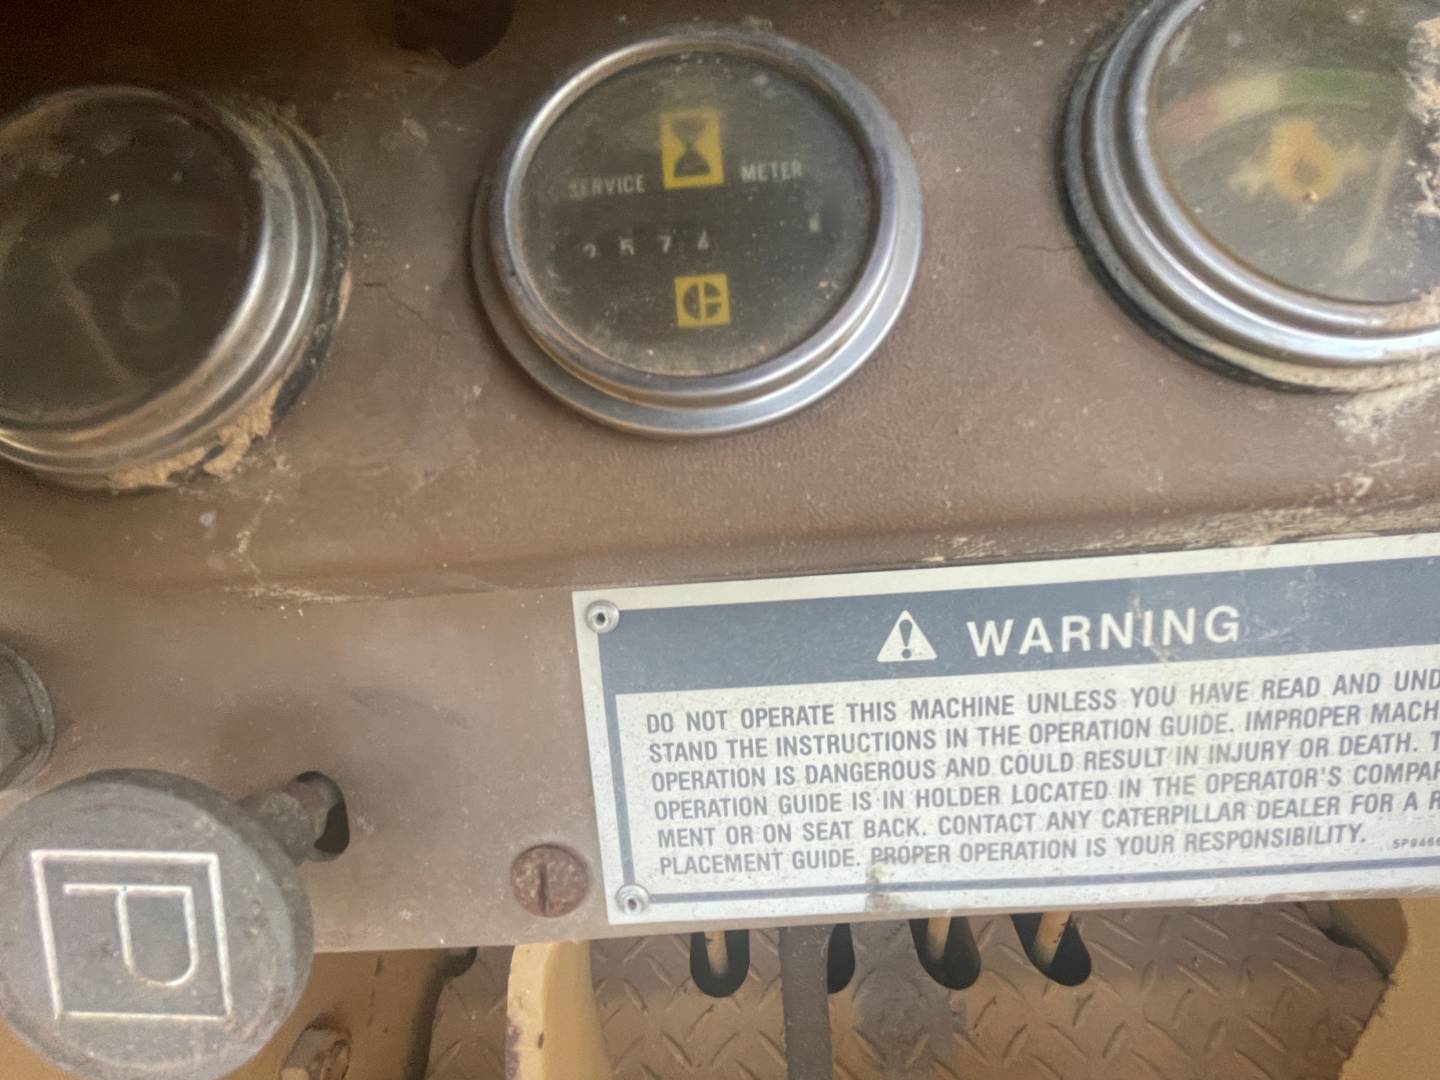 SERVICE METER
2574
WARNING
DO NOT OPERATE THIS MACHINE UNLESS YOU HAVE READ AND UND
STAND THE INSTRUCTIONS IN THE OPERATION GUIDE. IMPROPER MACH
OPERATION IS DANGEROUS AND COULD RESULT IN INJURY OR DEATH. T
OPERATION GUIDE IS IN HOLDER LOCATED IN THE OPERATOR'S COMPAR
MENT OR ON SEAT BACK. CONTACT ANY CATERPILLAR DEALER FOR A R
PLACEMENT GUIDE. PROPER OPERATION IS YOUR RESPONSIBILITY.
P